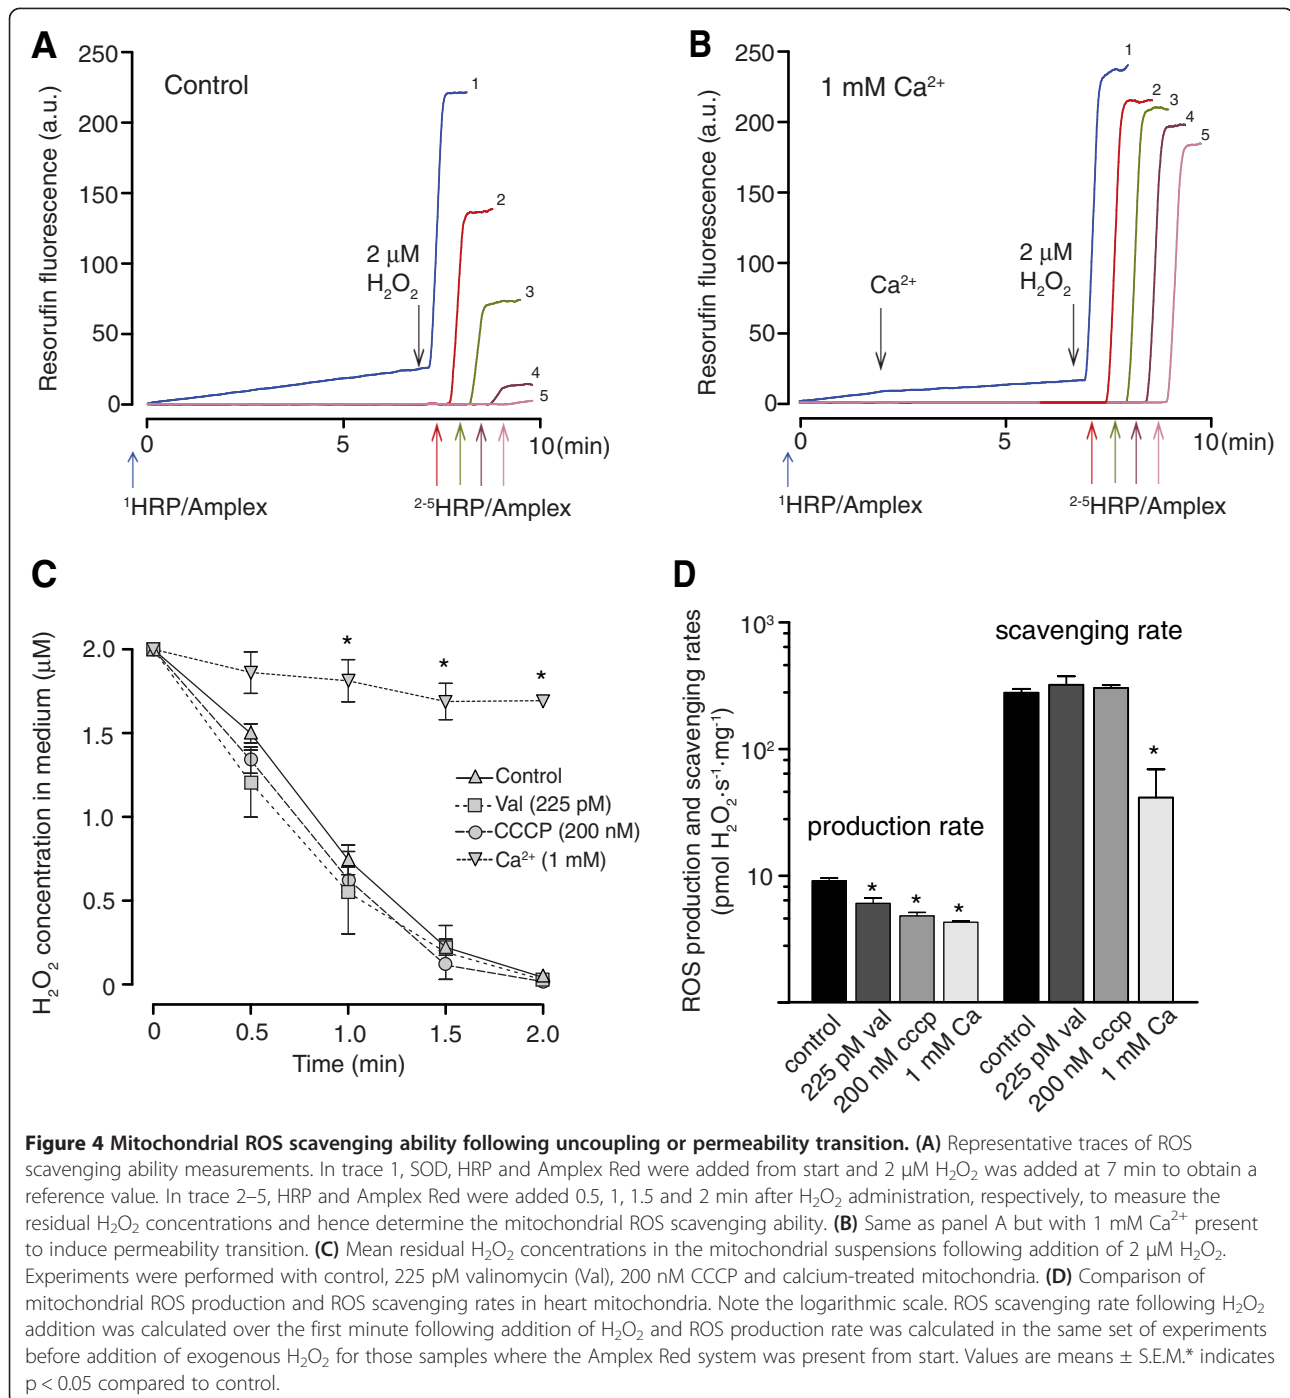 A
250
200
150
100
50
0
Resorufin fluorescence (a.u.)
Control
1
2
3
4
5
2 μM
H₂O₂
0
5
10 (min)
¹HRP/Amplex
²⁻⁵HRP/Amplex
B
250
200
150
100
50
0
Resorufin fluorescence (a.u.)
1 mM Ca²⁺
1
2
3
4
5
Ca²⁺
2 μM
H₂O₂
0
5
10 (min)
¹HRP/Amplex
²⁻⁵HRP/Amplex
C
2.0
1.5
1.0
0.5
0
H₂O₂ concentration in medium (μM)
* * *
Control
Val (225 pM)
CCCP (200 nM)
Ca²⁺ (1 mM)
0 0.5 1.0 1.5 2.0
Time (min)
D
10³
10²
10
ROS production and scavenging rates
(pmol H₂O₂·s⁻¹·mg⁻¹)
scavenging rate
production rate
* * * *
control
225 pM val
200 nM cccp
1 mM Ca
control
225 pM val
200 nM cccp
1 mM Ca
Figure 4 Mitochondrial ROS scavenging ability following uncoupling or permeability transition. (A) Representative traces of ROS
scavenging ability measurements. In trace 1, SOD, HRP and Amplex Red were added from start and 2 μM H₂O₂ was added at 7 min to obtain a
reference value. In trace 2–5, HRP and Amplex Red were added 0.5, 1, 1.5 and 2 min after H₂O₂ administration, respectively, to measure the
residual H₂O₂ concentrations and hence determine the mitochondrial ROS scavenging ability. (B) Same as panel A but with 1 mM Ca²⁺ present
to induce permeability transition. (C) Mean residual H₂O₂ concentrations in the mitochondrial suspensions following addition of 2 μM H₂O₂.
Experiments were performed with control, 225 pM valinomycin (Val), 200 nM CCCP and calcium-treated mitochondria. (D) Comparison of
mitochondrial ROS production and ROS scavenging rates in heart mitochondria. Note the logarithmic scale. ROS scavenging rate following H₂O₂
addition was calculated over the first minute following addition of H₂O₂ and ROS production rate was calculated in the same set of experiments
before addition of exogenous H₂O₂ for those samples where the Amplex Red system was present from start. Values are means ± S.E.M.* indicates
p < 0.05 compared to control.